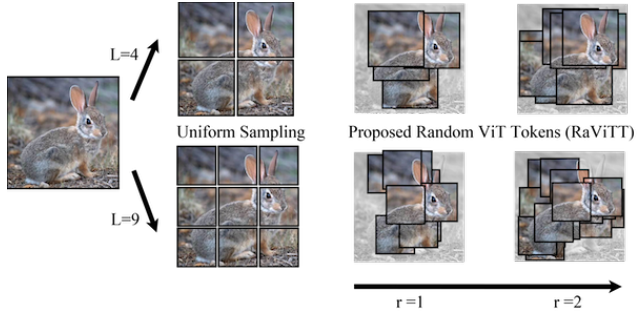 L=4
Uniform Sampling
Proposed Random ViT Tokens (RaViTT)
L=9
r =1
r =2